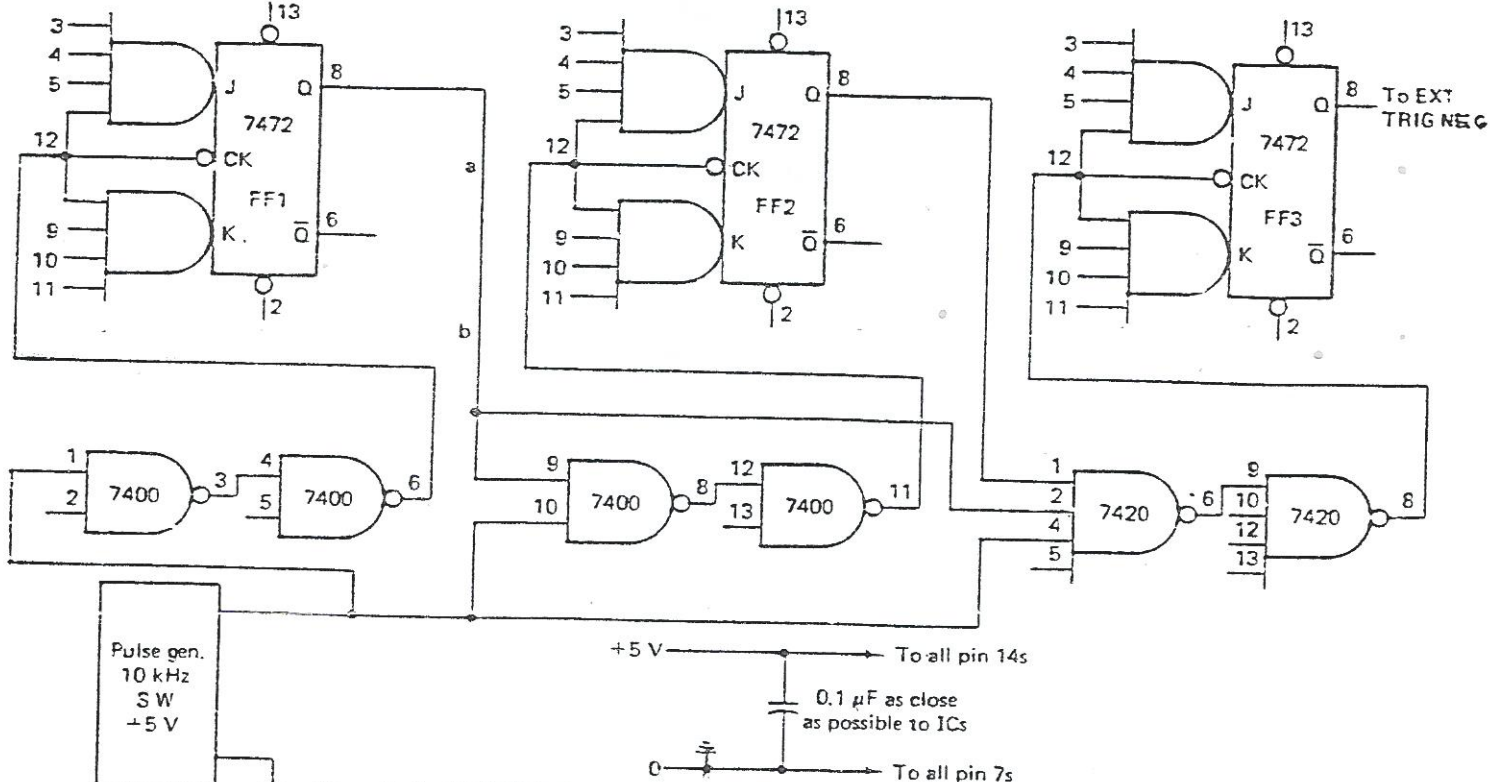 13
3
4
5
J
Q
8
7472
12
CK
FF1
9
10
11
K
Q
6
2
a
b
13
3
4
5
J
Q
8
7472
12
CK
FF2
9
10
11
K
Q
6
2
13
3
4
5
J
Q
8
To EXT
TRIG NEG
7472
12
CK
FF3
9
10
11
K
Q
6
2
1
2
7400
3
4
5
7400
6
9
10
7400
8
12
13
7400
11
1
2
4
5
7420
6
9
10
12
13
7420
8
Pulse gen.
10 kHz
SW
+5 V
+5 V
To all pin 14s
0.1 μF as close
as possible to ICs
0
To all pin 7s